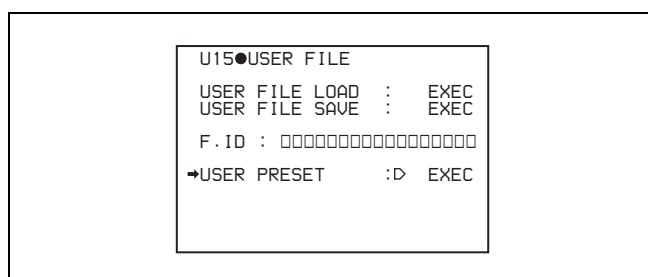 U15●USER FILE
USER FILE LOAD : EXEC
USER FILE SAVE : EXEC
F.ID : □□□□□□□□□□□□□□□□□
➔USER PRESET :▷ EXEC